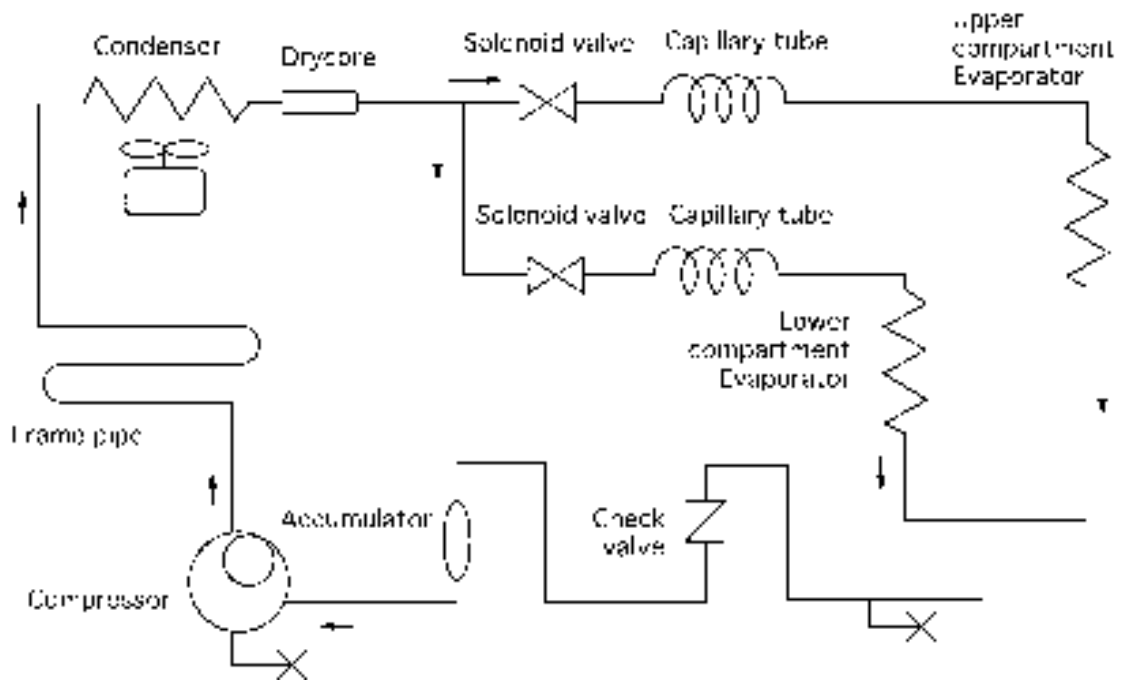 Condenser
Drycore
Solenoid valve
Capillary tube
upper
compartment
Evaporator
Solenoid valve
Capillary tube
Lower
compartment
Evaporator
Frame pipe
Accumulator
Check
valve
Compressor